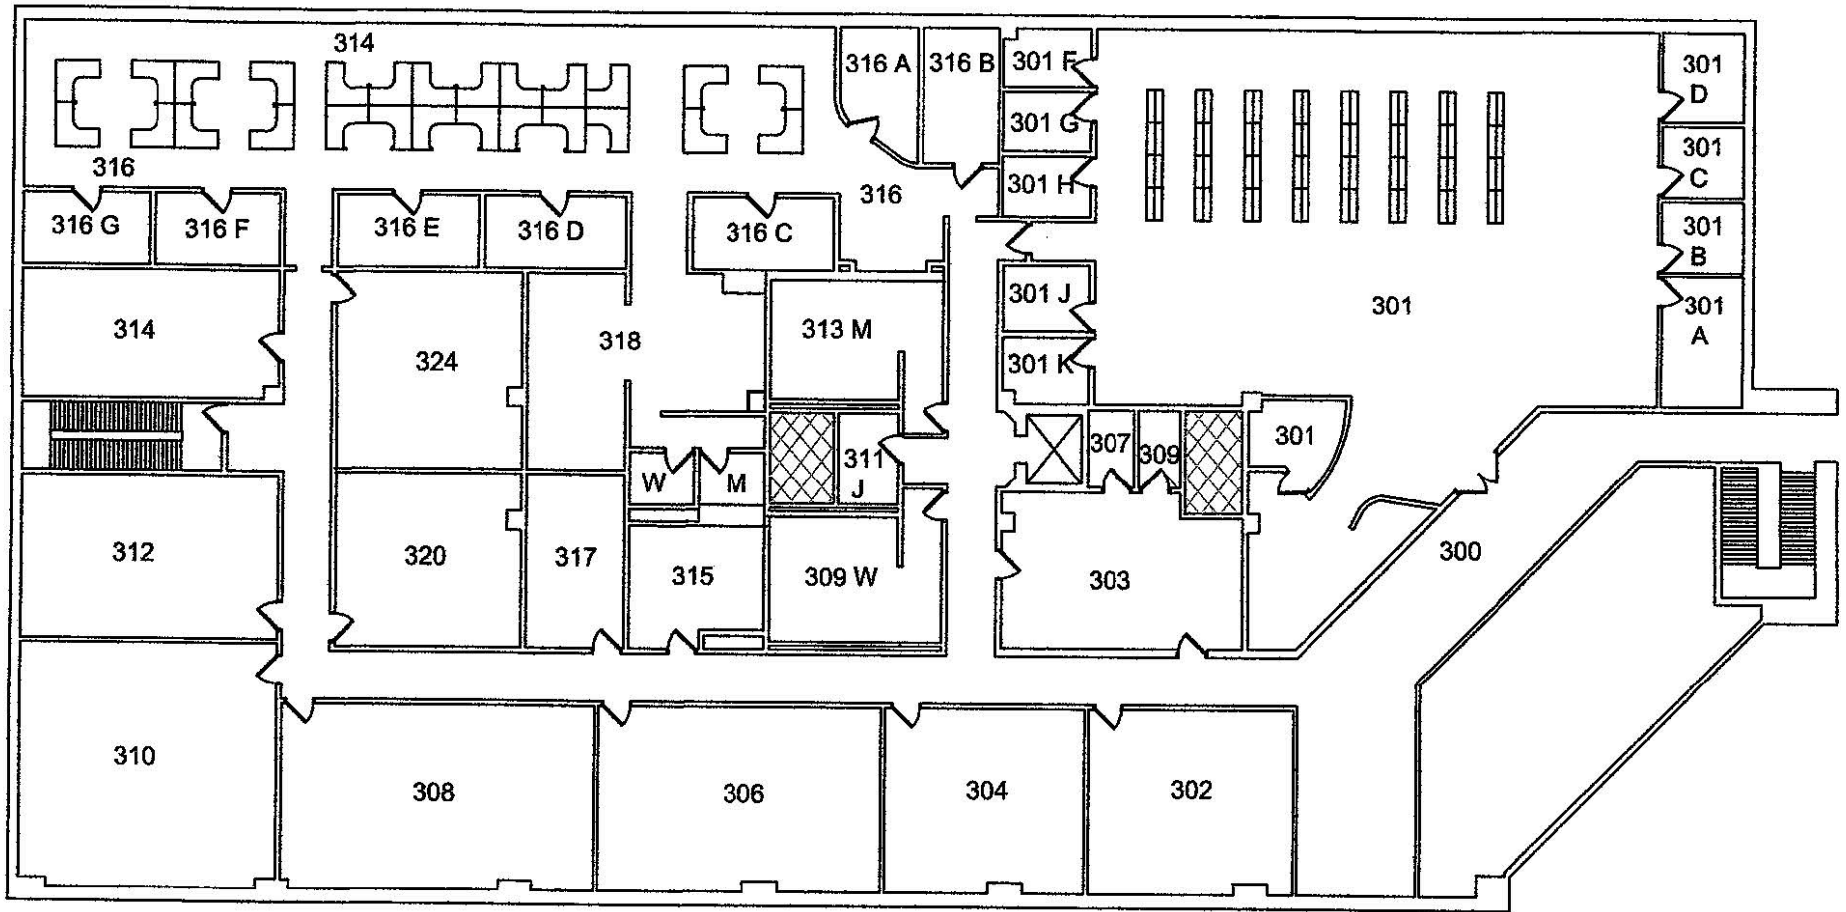 314
316 A
316 B
301 F
301
D
301 G
301
C
316
301 H
316
316 G
316 F
316 E
316 D
316 C
301
B
301 J
301
301
A
314
324
318
313 M
301 K
307
309
301
311
J
W
M
312
320
317
315
309 W
303
300
310
308
306
304
302